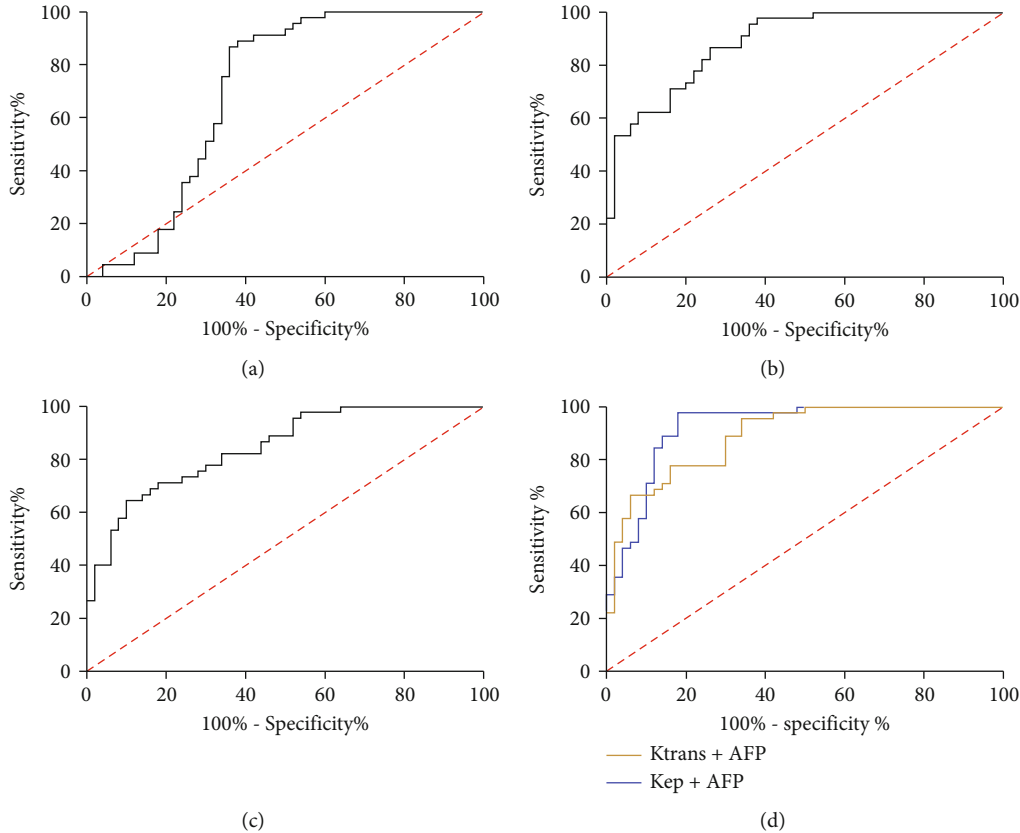 100
80
60
40
20
0
Sensitivity%
0 20 40 60 80 100
100% - Specificity%
(a)
100
80
60
40
20
0
Sensitivity%
0 20 40 60 80 100
100% - Specificity%
(b)
100
80
60
40
20
0
Sensitivity%
0 20 40 60 80 100
100% - Specificity%
(c)
100
80
60
40
20
0
Sensitivity %
0 20 40 60 80 100
100% - specificity %
Ktrans + AFP
Kep + AFP
(d)